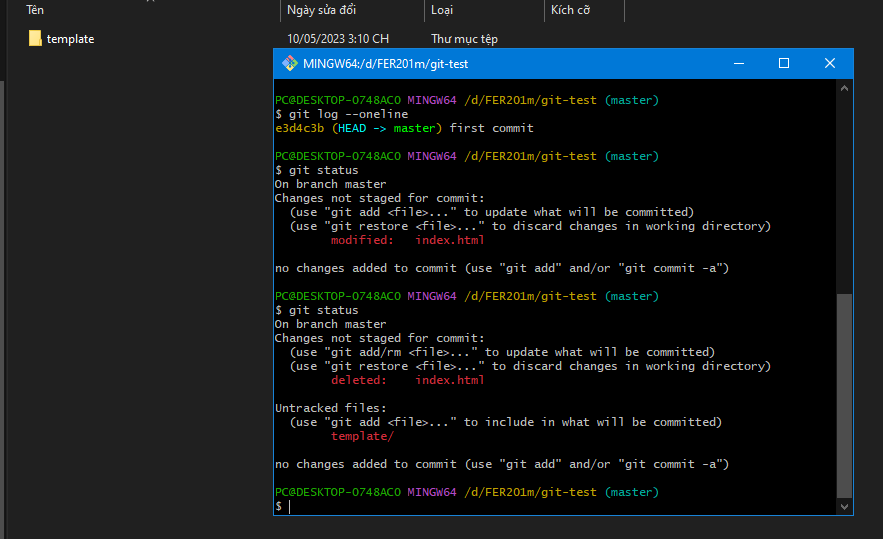 Tên Ngày sửa đổi Loại Kích cỡ
template 10/05/2023 3:10 CH Thư mục tệp
MINGW64:/d/FER201m/git-test
PC@DESKTOP-0748ACO MINGW64 /d/FER201m/git-test (master)
$ git log --oneline
e3d4c3b (HEAD -> master) first commit
PC@DESKTOP-0748ACO MINGW64 /d/FER201m/git-test (master)
$ git status
On branch master
Changes not staged for commit:
(use "git add <file>..." to update what will be committed)
(use "git restore <file>..." to discard changes in working directory)
modified: index.html
no changes added to commit (use "git add" and/or "git commit -a")
PC@DESKTOP-0748ACO MINGW64 /d/FER201m/git-test (master)
$ git status
On branch master
Changes not staged for commit:
(use "git add/rm <file>..." to update what will be committed)
(use "git restore <file>..." to discard changes in working directory)
deleted: index.html
Untracked files:
(use "git add <file>..." to include in what will be committed)
template/
no changes added to commit (use "git add" and/or "git commit -a")
PC@DESKTOP-0748ACO MINGW64 /d/FER201m/git-test (master)
$